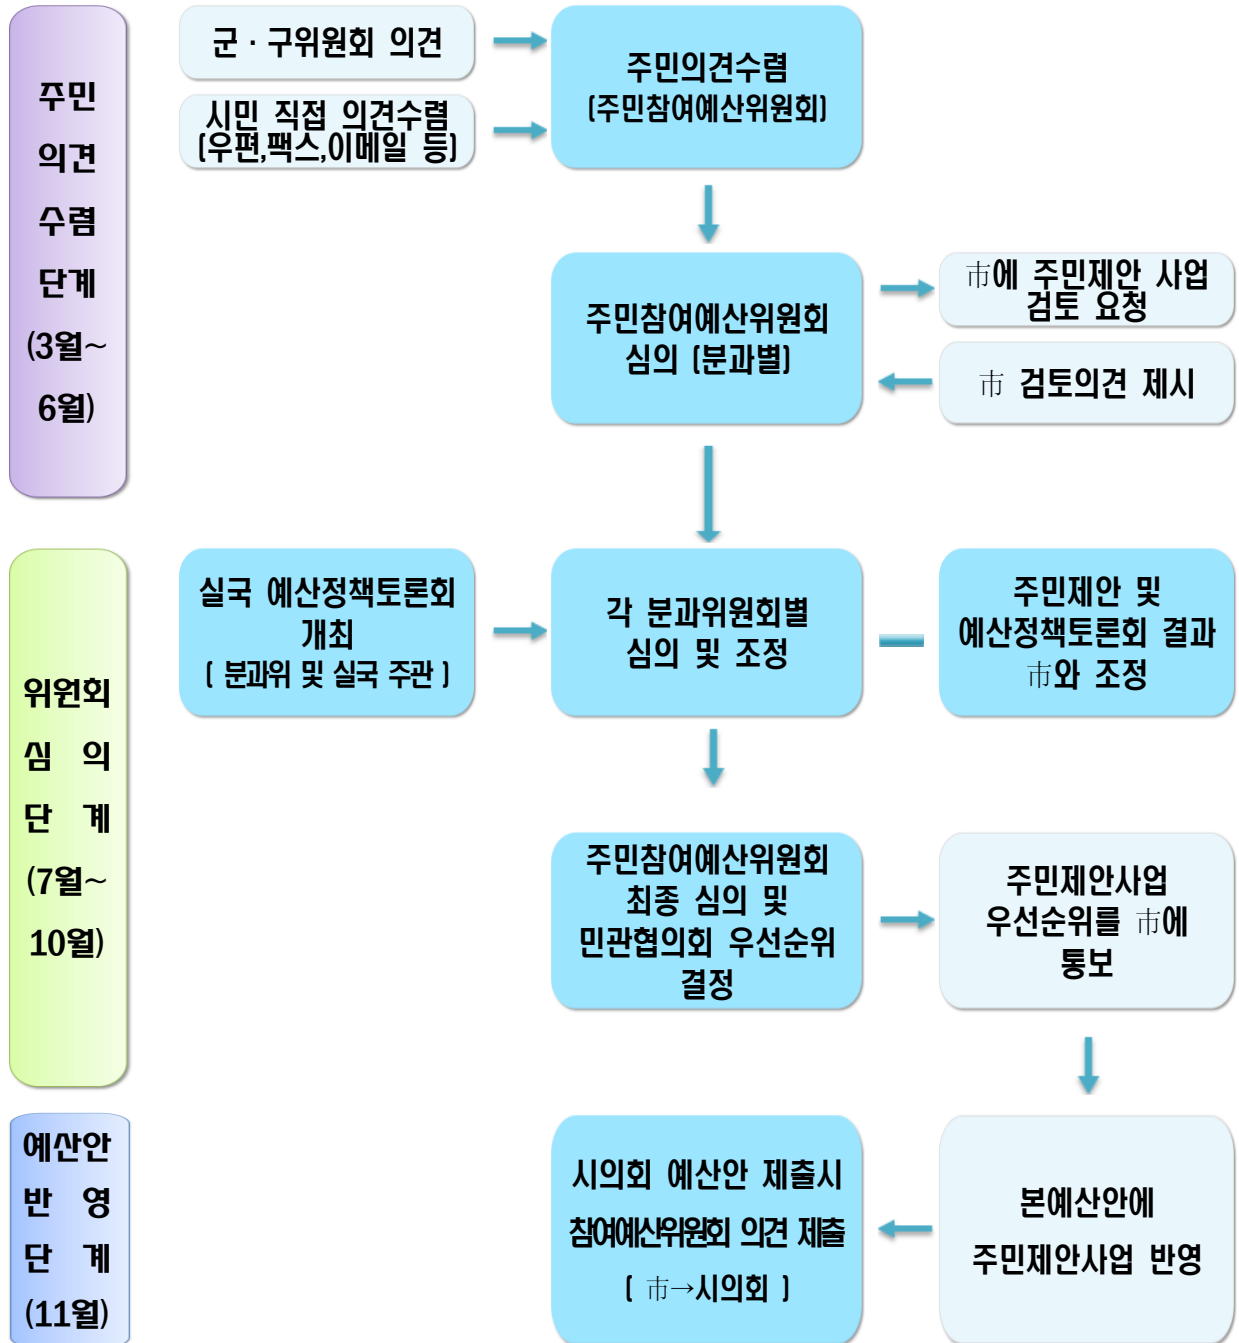 주민
의견
수렴
단계
(3월~
6월)
군 · 구위원회 의견
시민 직접 의견수렴
(우편,팩스,이메일 등)
주민의견수렴
(주민참여예산위원회)
주민참여예산위원회
심의 (분과별)
市에 주민제안 사업
검토 요청
市 검토의견 제시
위원회
심 의
단 계
(7월~
10월)
실국 예산정책토론회
개최
( 분과위 및 실국 주관 )
각 분과위원회별
심의 및 조정
주민제안 및
예산정책토론회 결과
市와 조정
주민참여예산위원회
최종 심의 및
민관협의회 우선순위
결정
주민제안사업
우선순위를 市에
통보
예산안
반 영
단 계
(11월)
시의회 예산안 제출시
참여예산위원회 의견 제출
( 市→시의회 )
본예산안에
주민제안사업 반영